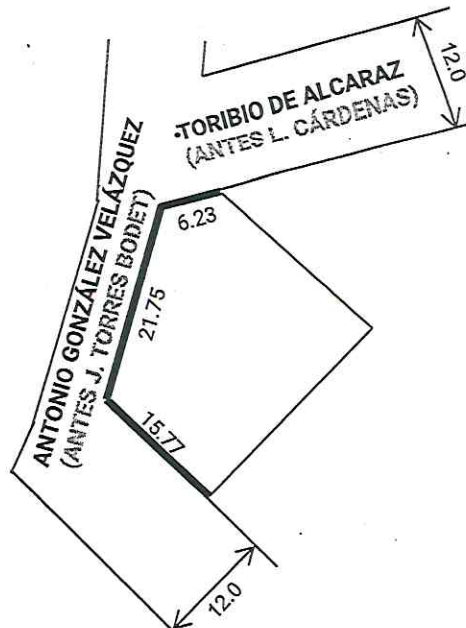 12.0
TORIBIO DE ALCARAZ
(ANTES L. CÁRDENAS)
6.23
ANTONIO GONZÁLEZ VELÁZQUEZ
(ANTES J. TORRES BODET)
21.75
15.77
12.0